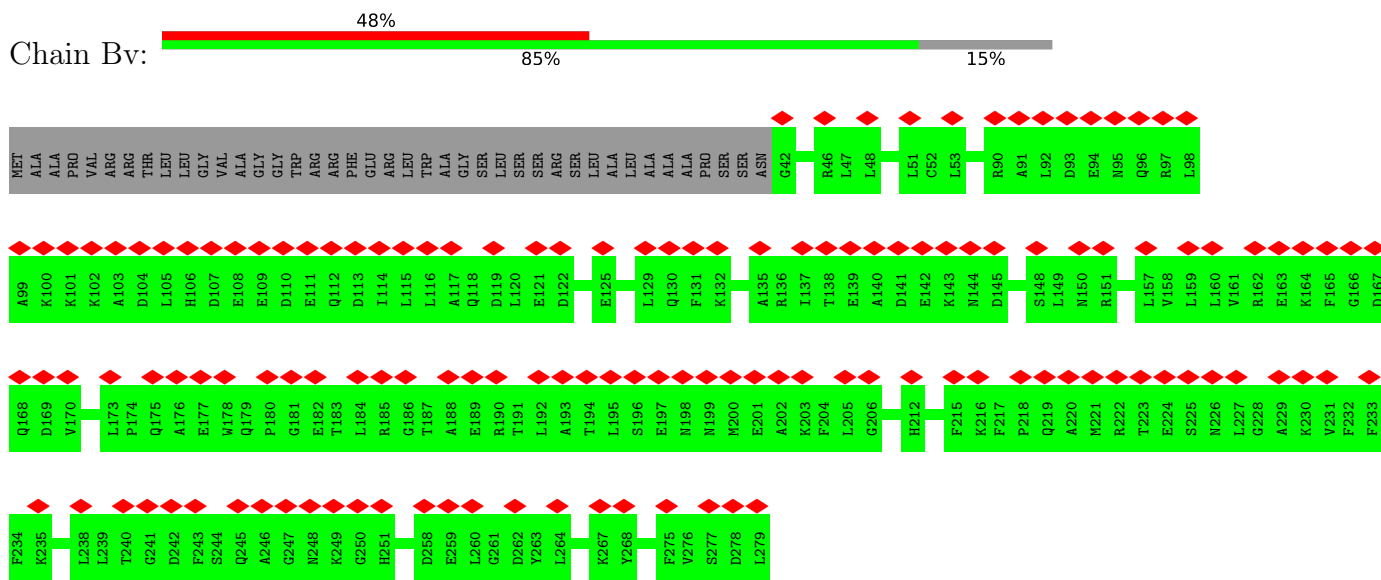 48%
Chain Bv:
85% 15%
MET ALA ALA PRO VAL ARG ARG THR LEU LEU GLY VAL ALA GLY GLY TRP ARG ARG PHE GLU ARG LEU TRP ALA GLY SER LEU SER SER ARG SER LEU ALA LEU ALA ALA ALA PRO SER SER ASN G42 R46 L47 L48 L51 C52 L53 R90 A91 L92 D93 E94 N95 Q96 R97 L98
A99 K100 K101 K102 A103 D104 L105 H106 D107 E108 E109 D110 E111 Q112 D113 I114 L115 L116 A117 Q118 D119 L120 E121 D122 E125 L129 Q130 F131 K132 A135 R136 I137 T138 E139 A140 D141 E142 K143 N144 D145 S148 L149 N150 R151 L157 V158 L159 L160 V161 R162 E163 K164 F165 G166 D167
Q168 D169 V170 L173 P174 Q175 A176 E177 W178 Q179 P180 G181 E182 T183 L184 R185 G186 T187 A188 E189 R190 T191 L192 A193 T194 L195 S196 E197 N198 N199 M200 E201 A202 K203 F204 L205 G206 H212 F215 K216 F217 P218 Q219 A220 M221 R222 T223 E224 S225 N226 L227 G228 A229 K230 V231 F232 F233
F234 K235 L238 L239 T240 G241 D242 F243 S244 Q245 A246 G247 N248 K249 G250 H251 D258 E259 L260 G261 D262 Y263 L264 K267 Y268 F275 V276 S277 D278 L279